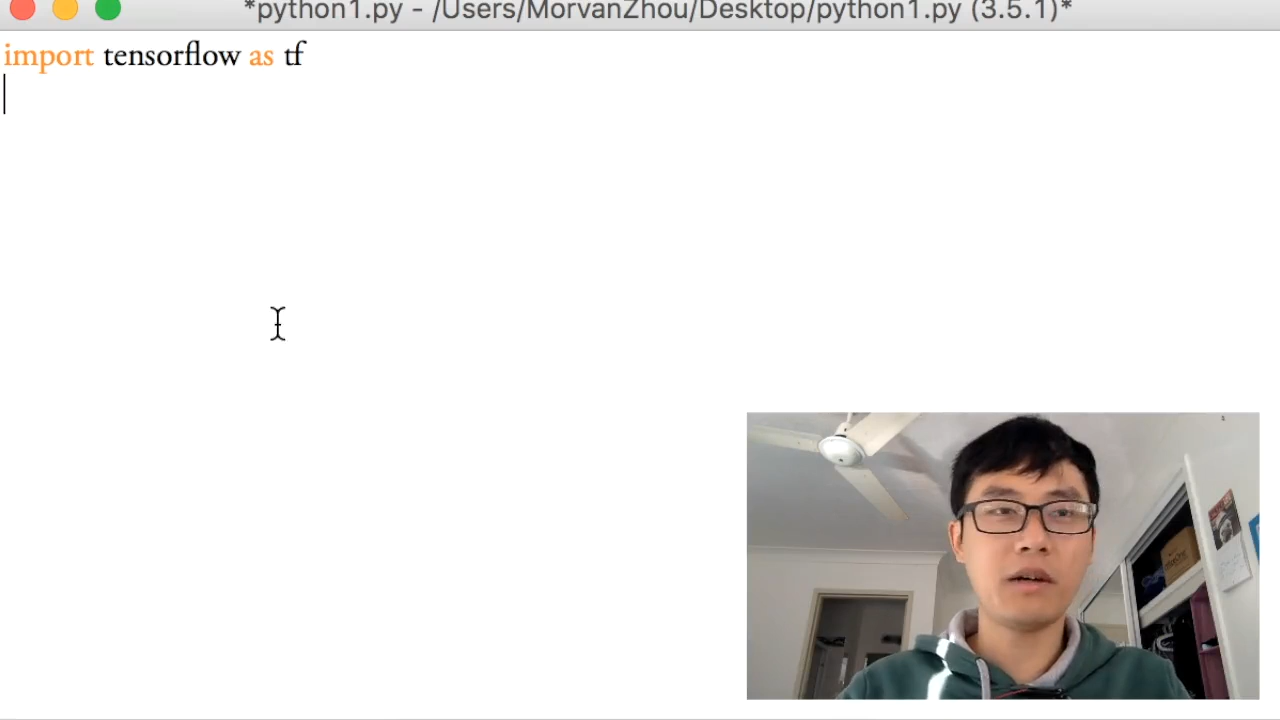 *python1.py - /Users/MorvanZhou/Desktop/python1.py (3.5.1)*
import tensorflow as tf